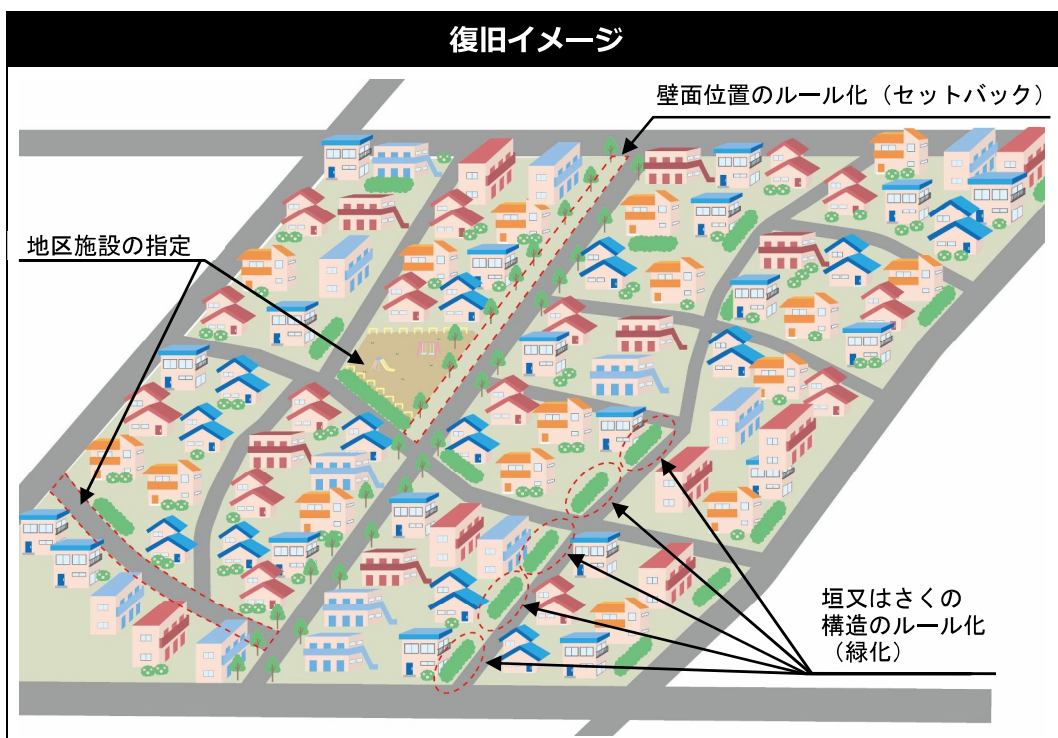 復旧イメージ
壁面位置のルール化(セットバック)
地区施設の指定
垣又はさくの
構造のルール化
(緑化)